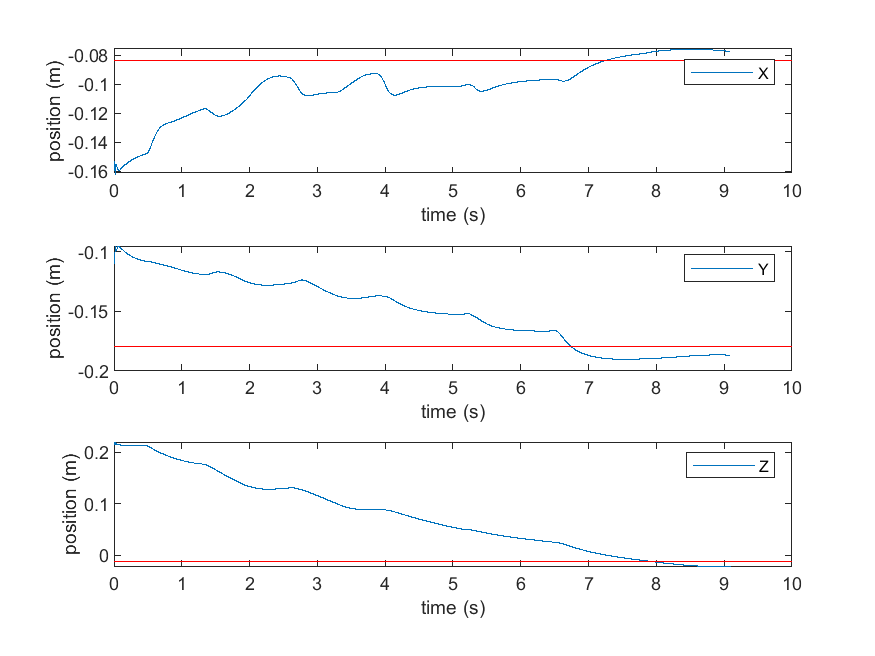 -0.08
-0.1
-0.12
-0.14
-0.16
position (m)
X
0 1 2 3 4 5 6 7 8 9 10
time (s)
-0.1
-0.15
-0.2
position (m)
Y
0 1 2 3 4 5 6 7 8 9 10
time (s)
0.2
0.1
0
position (m)
Z
0 1 2 3 4 5 6 7 8 9 10
time (s)